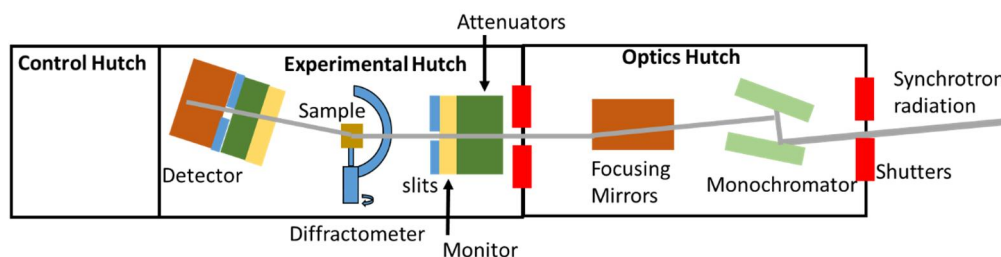 Attenuators
Control Hutch
Experimental Hutch
Optics Hutch
Synchrotron
radiation
Sample
Detector
slits
Focusing
Mirrors
Monochromator
Shutters
Diffractometer
Monitor